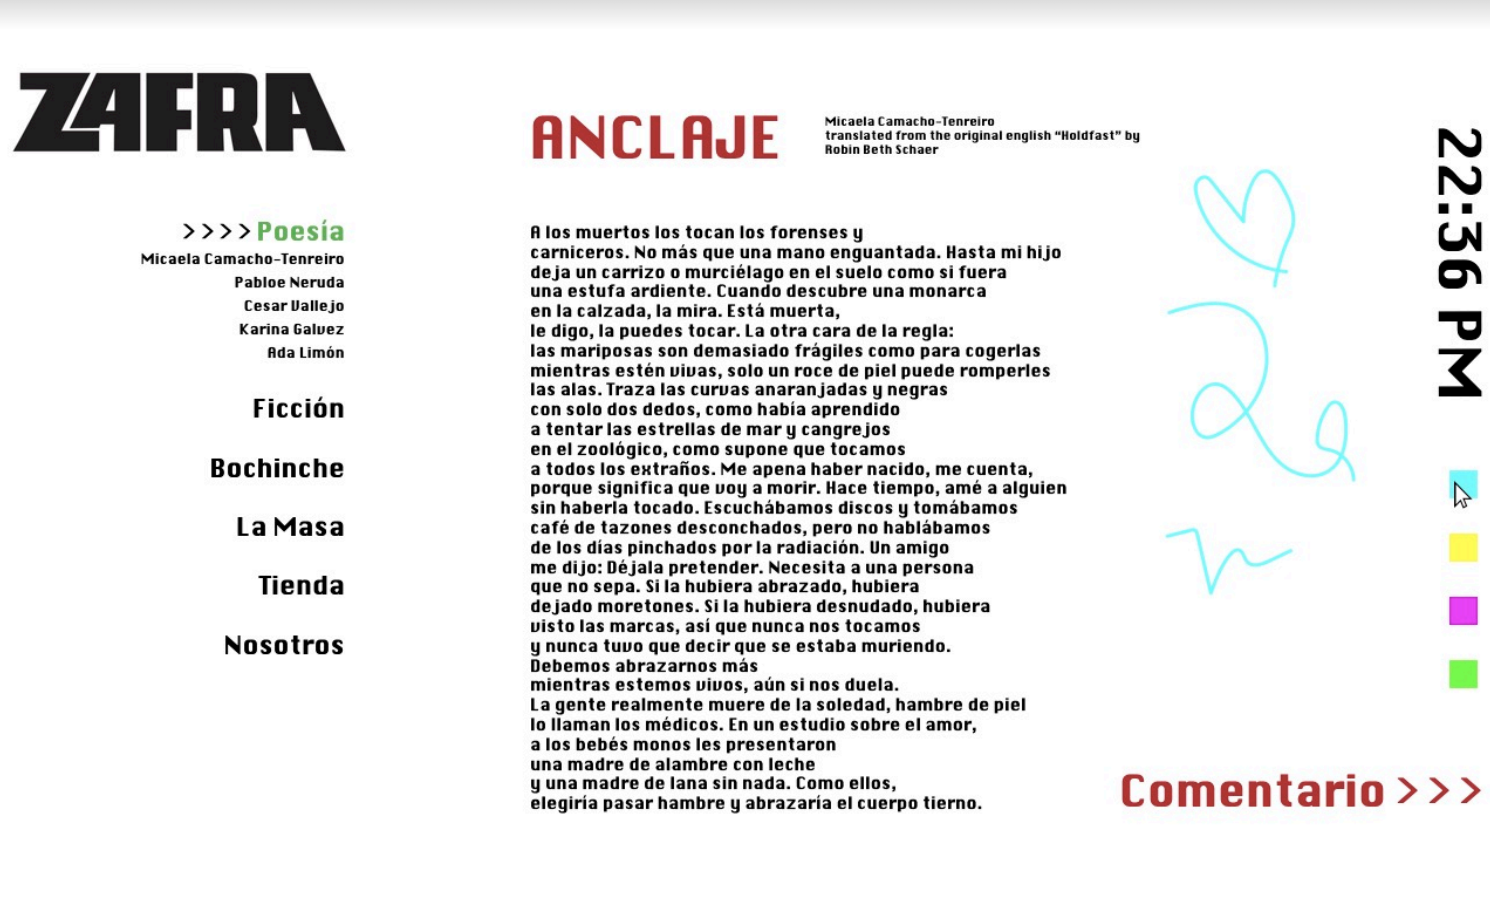 ZAFRA
>>>> Poesía
Micaela Camacho-Tenreiro
Pabloe Neruda
Cesar Vallejo
Karina Galvez
Ada Limón
Ficción
Bochinche
La Masa
Tienda
Nosotros
ANCLAJE
Micaela Camacho-Tenreiro
translated from the original english “Holdfast” by
Robin Beth Schaer
A los muertos los tocan los forenses y
carniceros. No más que una mano enguantada. Hasta mi hijo
deja un carrizo o murciélago en el suelo como si fuera
una estufa ardiente. Cuando descubre una monarca
en la calzada, la mira. Está muerta,
le digo, la puedes tocar. La otra cara de la regla:
las mariposas son demasiado frágiles como para cogerlas
mientras estén vivas, solo un roce de piel puede romperles
las alas. Traza las curvas anaranjadas y negras
con solo dos dedos, como había aprendido
a tentar las estrellas de mar y cangrejos
en el zoológico, como supone que tocamos
a todos los extraños. Me apena haber nacido, me cuenta,
porque significa que voy a morir. Hace tiempo, amé a alguien
sin haberla tocado. Escuchábamos discos y tomábamos
café de tazones desconchados, pero no hablábamos
de los días pinchados por la radiación. Un amigo
me dijo: Déjala pretender. Necesita a una persona
que no sepa. Si la hubiera abrazado, hubiera
dejado moretones. Si la hubiera desnudado, hubiera
visto las marcas, así que nunca nos tocamos
y nunca tuvo que decir que se estaba muriendo.
Debemos abrazarnos más
mientras estemos vivos, aún si nos duela.
La gente realmente muere de la soledad, hambre de piel
lo llaman los médicos. En un estudio sobre el amor,
a los bebés monos les presentaron
una madre de alambre con leche
y una madre de lana sin nada. Como ellos,
elegiría pasar hambre y abrazaría el cuerpo tierno.
22:36 PM
Comentario >>>